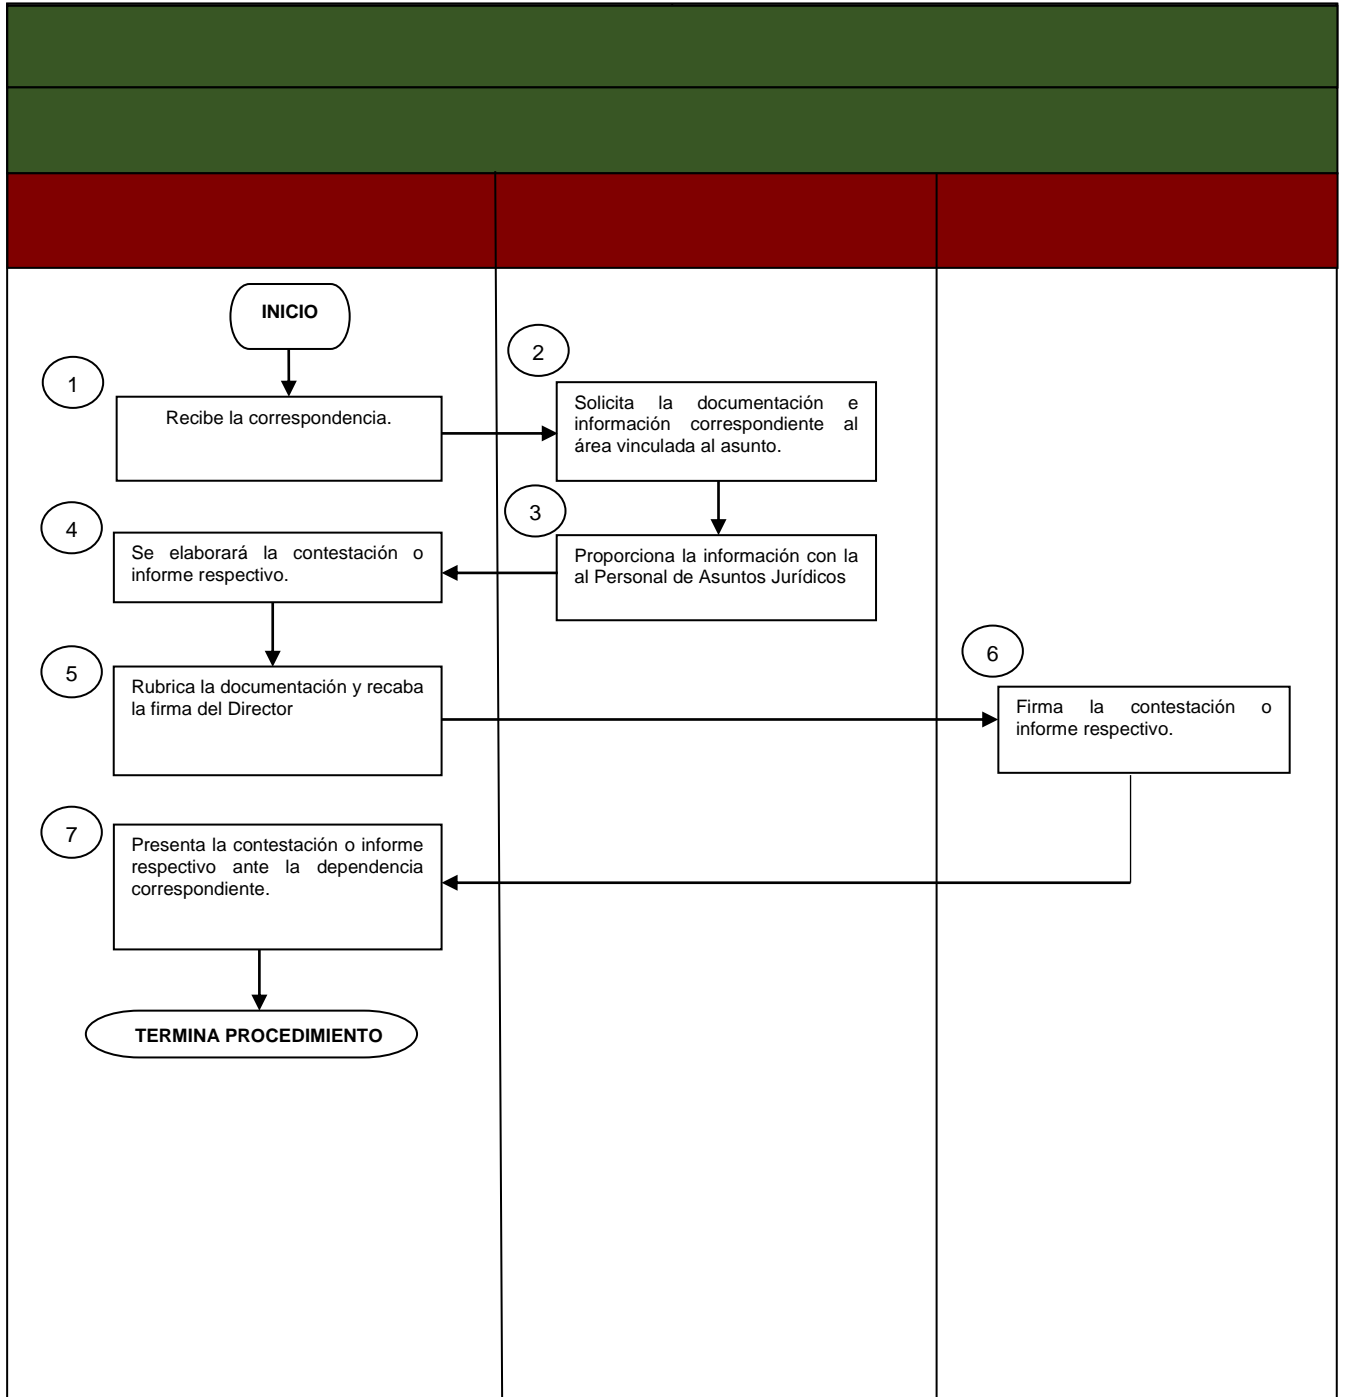 INICIO
1
Recibe la correspondencia.
2
Solicita la documentación e
información correspondiente al
área vinculada al asunto.
3
Proporciona la información con la
al Personal de Asuntos Jurídicos
4
Se elaborará la contestación o
informe respectivo.
5
Rubrica la documentación y recaba
la firma del Director
6
Firma la contestación o
informe respectivo.
7
Presenta la contestación o informe
respectivo ante la dependencia
correspondiente.
TERMINA PROCEDIMIENTO